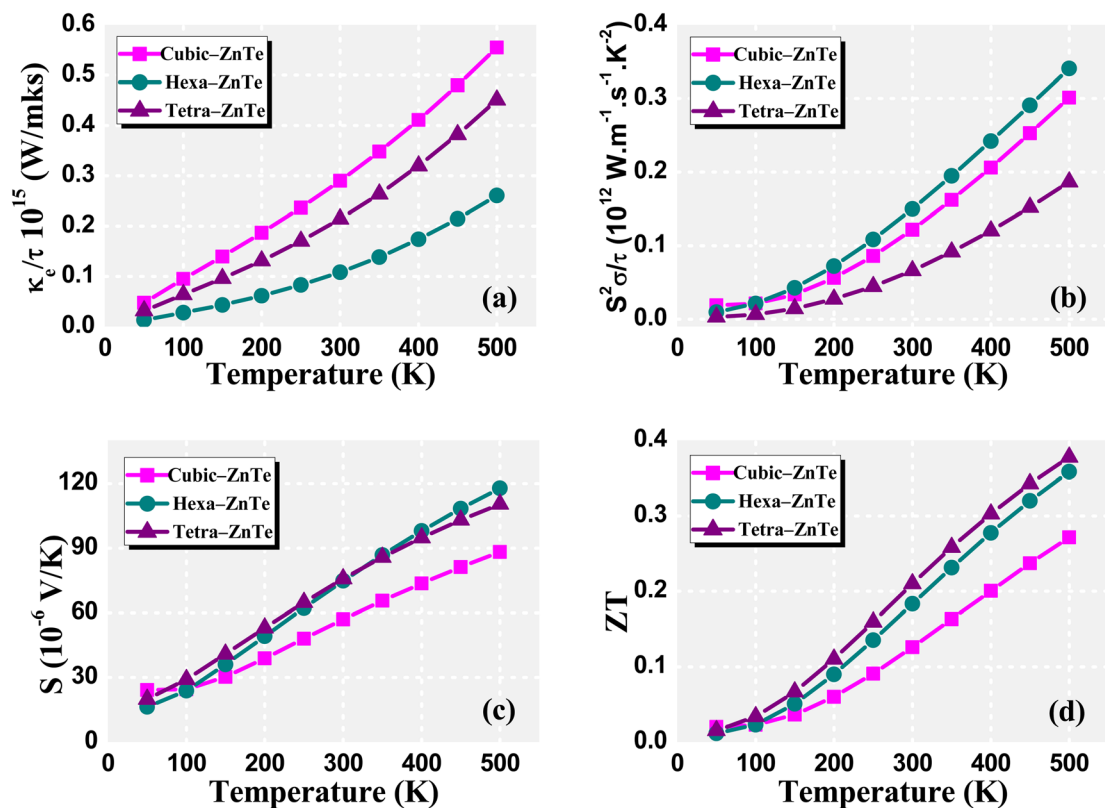 κₑ/τ 10¹⁵ (W/mks)
0.6
0.5
0.4
0.3
0.2
0.1
0.0
Cubic–ZnTe
Hexa–ZnTe
Tetra–ZnTe
(a)
0 100 200 300 400 500
Temperature (K)
S²σ/τ (10¹² W.m⁻¹.s⁻¹.K⁻²)
0.4
0.3
0.2
0.1
0.0
Cubic–ZnTe
Hexa–ZnTe
Tetra–ZnTe
(b)
0 100 200 300 400 500
Temperature (K)
S (10⁻⁶ V/K)
120
90
60
30
0
Cubic–ZnTe
Hexa–ZnTe
Tetra–ZnTe
(c)
0 100 200 300 400 500
Temperature (K)
ZT
0.4
0.3
0.2
0.1
0.0
Cubic–ZnTe
Hexa–ZnTe
Tetra–ZnTe
(d)
0 100 200 300 400 500
Temperature (K)